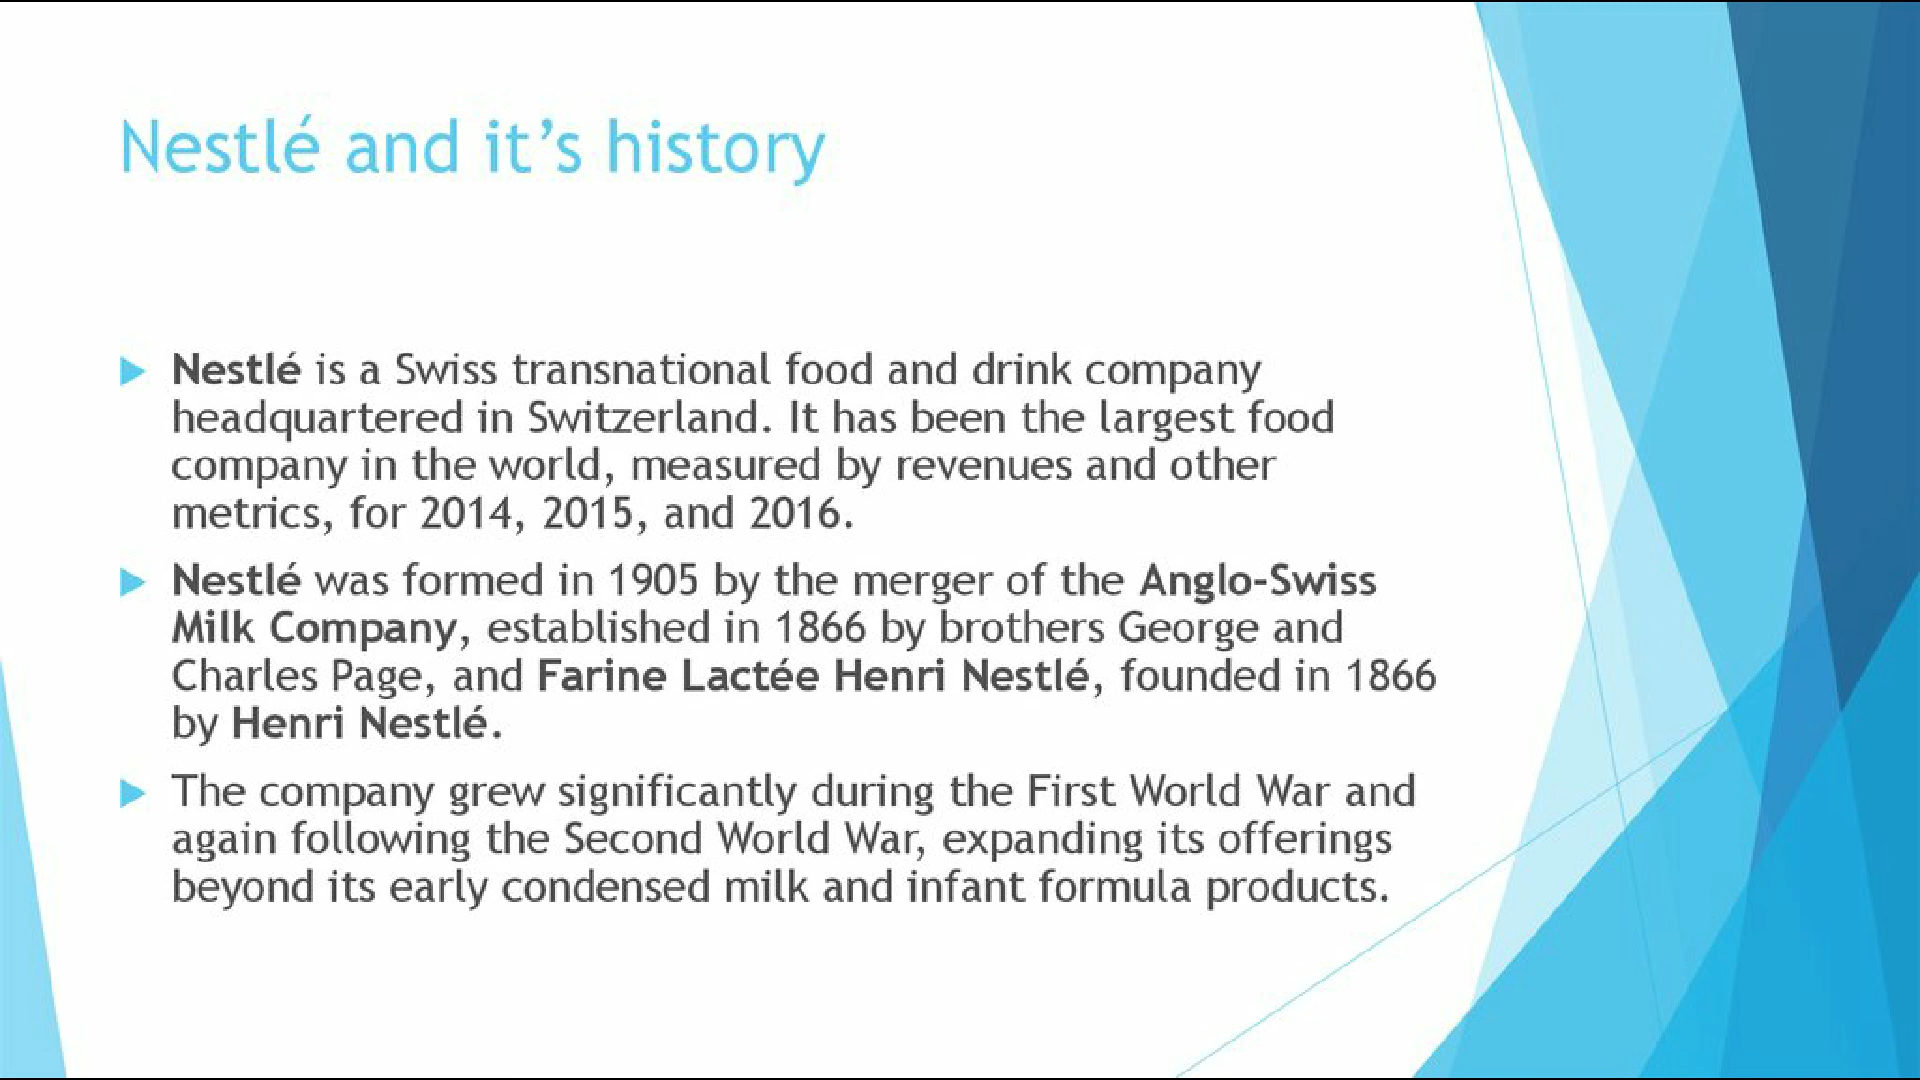 Nestlé and it’s history
Nestlé is a Swiss transnational food and drink company
headquartered in Switzerland. It has been the largest food
company in the world, measured by revenues and other
metrics, for 2014, 2015, and 2016.
Nestlé was formed in 1905 by the merger of the Anglo-Swiss
Milk Company, established in 1866 by brothers George and
Charles Page, and Farine Lactée Henri Nestlé, founded in 1866
by Henri Nestlé.
The company grew significantly during the First World War and
again following the Second World War, expanding its offerings
beyond its early condensed milk and infant formula products.